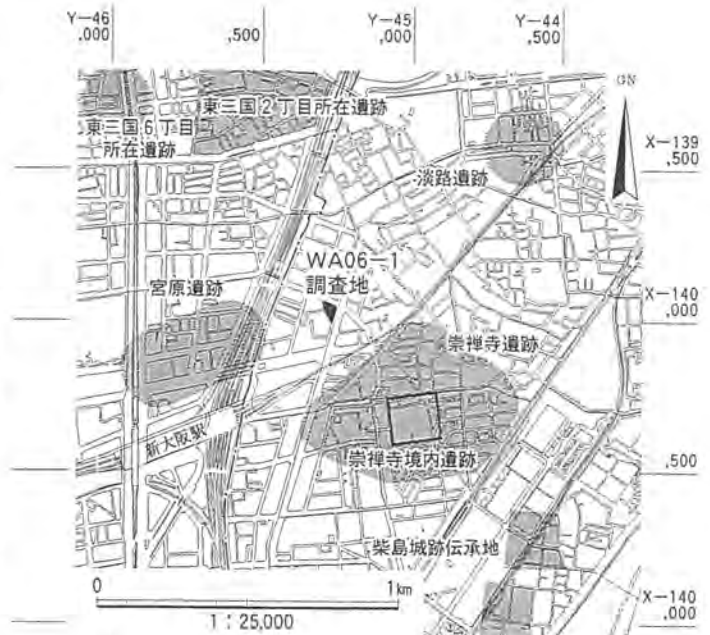 Y－46
,000
,500
Y－45
,000
Y－44
,500
GN
東三国2丁目所在遺跡
東三国6丁目
所在遺跡
X－139
,500
淡路遺跡
WA06－1
調査地
宮原遺跡
X－140
,000
崇禅寺遺跡
新大阪駅
崇禅寺境内遺跡
,500
柴島城跡伝承地
0
1km
1：25,000
X－140
,000